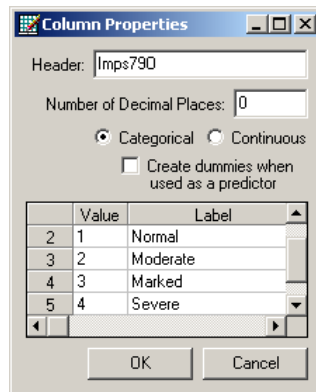 Column Properties
Header: Imps79O
Number of Decimal Places: 0
Categorical Continuous
Create dummies when
used as a predictor
Value Label
2 1 Normal
3 2 Moderate
4 3 Marked
5 4 Severe
OK Cancel